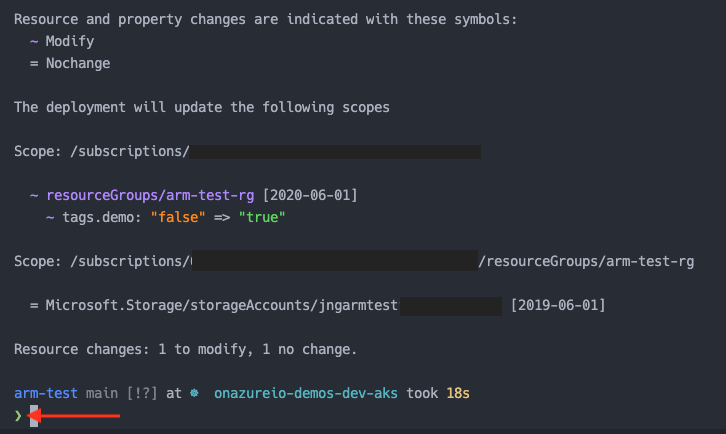 Resource and property changes are indicated with these symbols:
~ Modify
= Nochange
The deployment will update the following scopes
Scope: /subscriptions/
~ resourceGroups/arm-test-rg [2020-06-01]
~ tags.demo: "false" => "true"
Scope: /subscriptions/ /resourceGroups/arm-test-rg
= Microsoft.Storage/storageAccounts/jngarmtest [2019-06-01]
Resource changes: 1 to modify, 1 no change.
arm-test main [!?] at ☸ onazureio-demos-dev-aks took 18s
❯